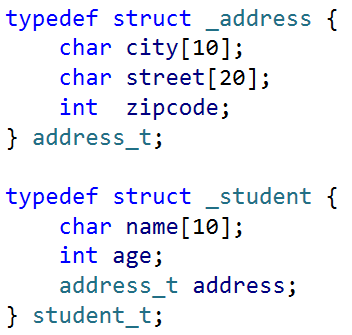 typedef struct _address {
    char city[10];
    char street[20];
    int  zipcode;
} address_t;

typedef struct _student {
    char name[10];
    int age;
    address_t address;
} student_t;